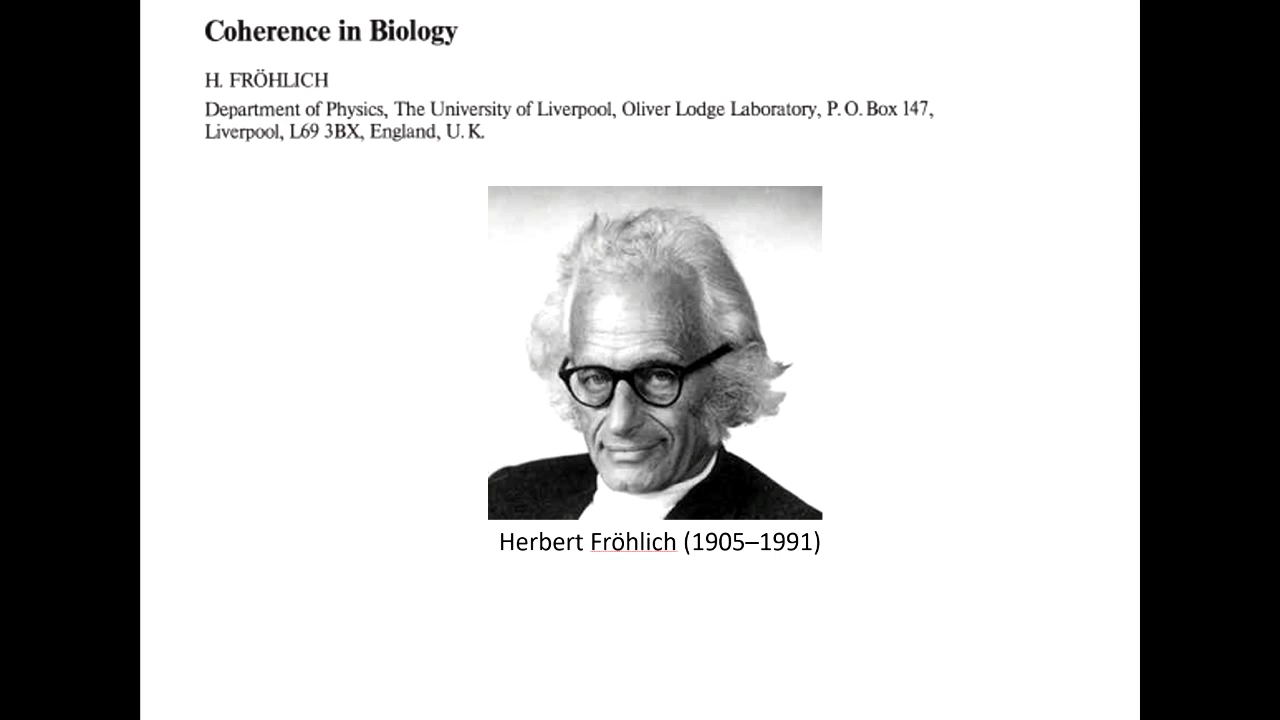 Coherence in Biology
H. FRÖHLICH
Department of Physics, The University of Liverpool, Oliver Lodge Laboratory, P. O. Box 147,
Liverpool, L69 3BX, England, U. K.
Herbert Fröhlich (1905–1991)